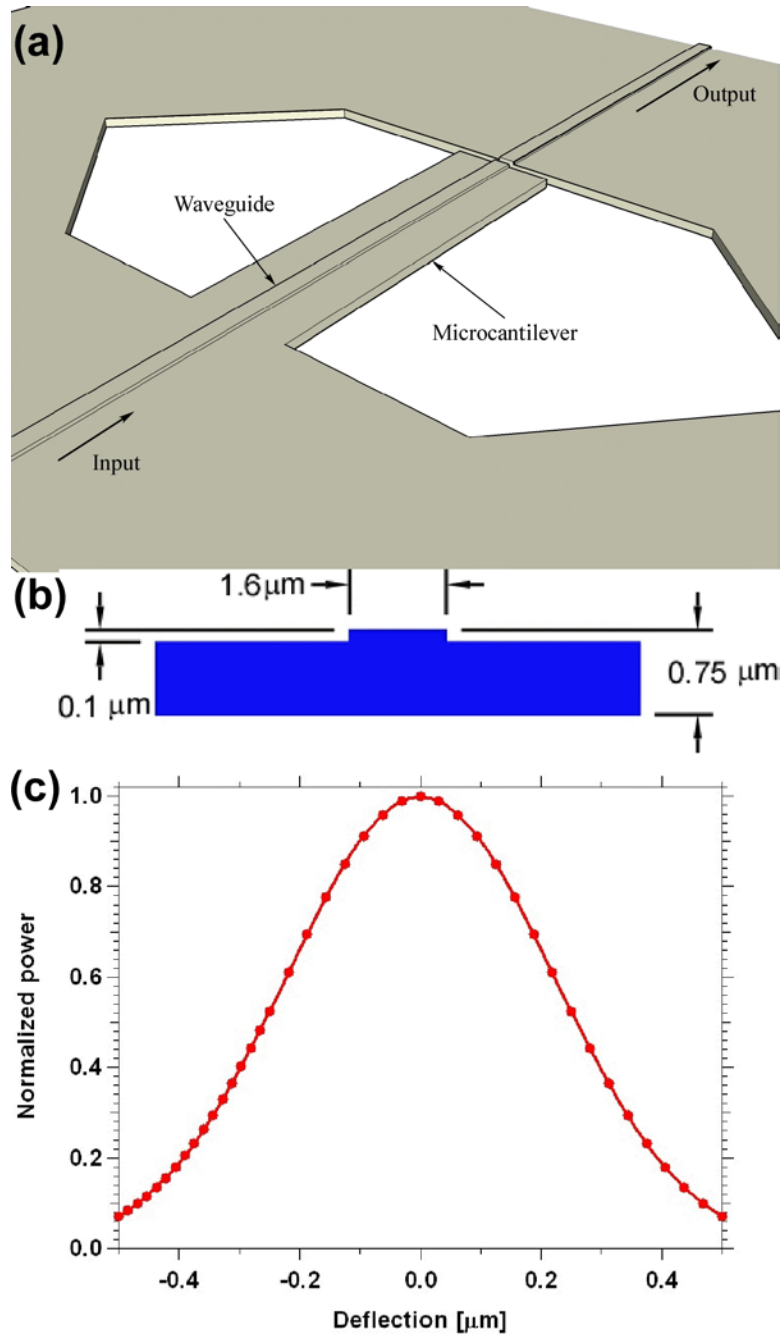 (a)
Output
Waveguide
Microcantilever
Input
(b)
1.6μm
0.1 μm
0.75 μm
(c)
1.0
0.8
0.6
0.4
0.2
0.0
Normalized power
-0.4 -0.2 0.0 0.2 0.4
Deflection [μm]